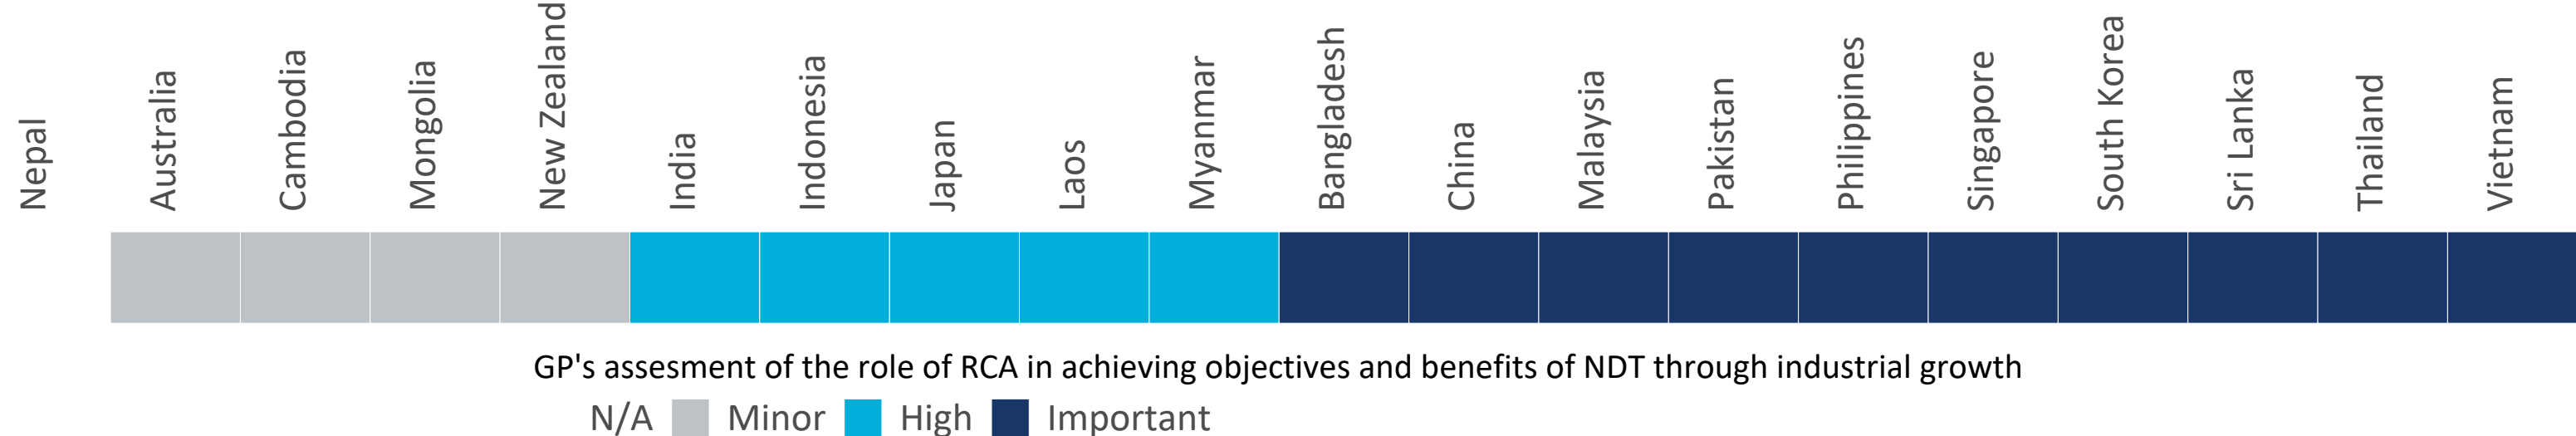 Nepal
Australia
Cambodia
Mongolia
New Zealand
India
Indonesia
Japan
Laos
Myanmar
Bangladesh
China
Malaysia
Pakistan
Philippines
Singapore
South Korea
Sri Lanka
Thailand
Vietnam
GP's assesment of the role of RCA in achieving objectives and benefits of NDT through industrial growth
N/A Minor High Important